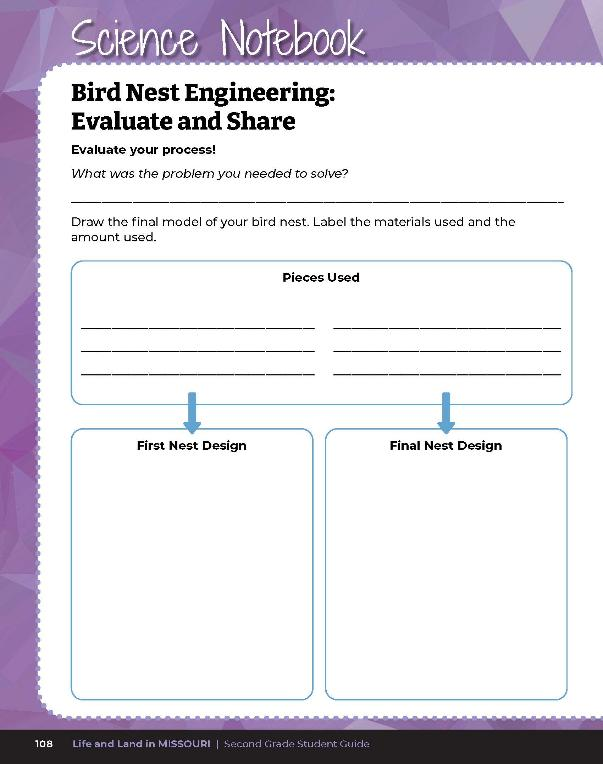 Science Notebook
Bird Nest Engineering:
Evaluate and Share
Evaluate your process!
What was the problem you needed to solve?
Draw the final model of your bird nest. Label the materials used and the
amount used.
Pieces Used
First Nest Design
Final Nest Design
108 Life and Land in MISSOURI | Second Grade Student Guide